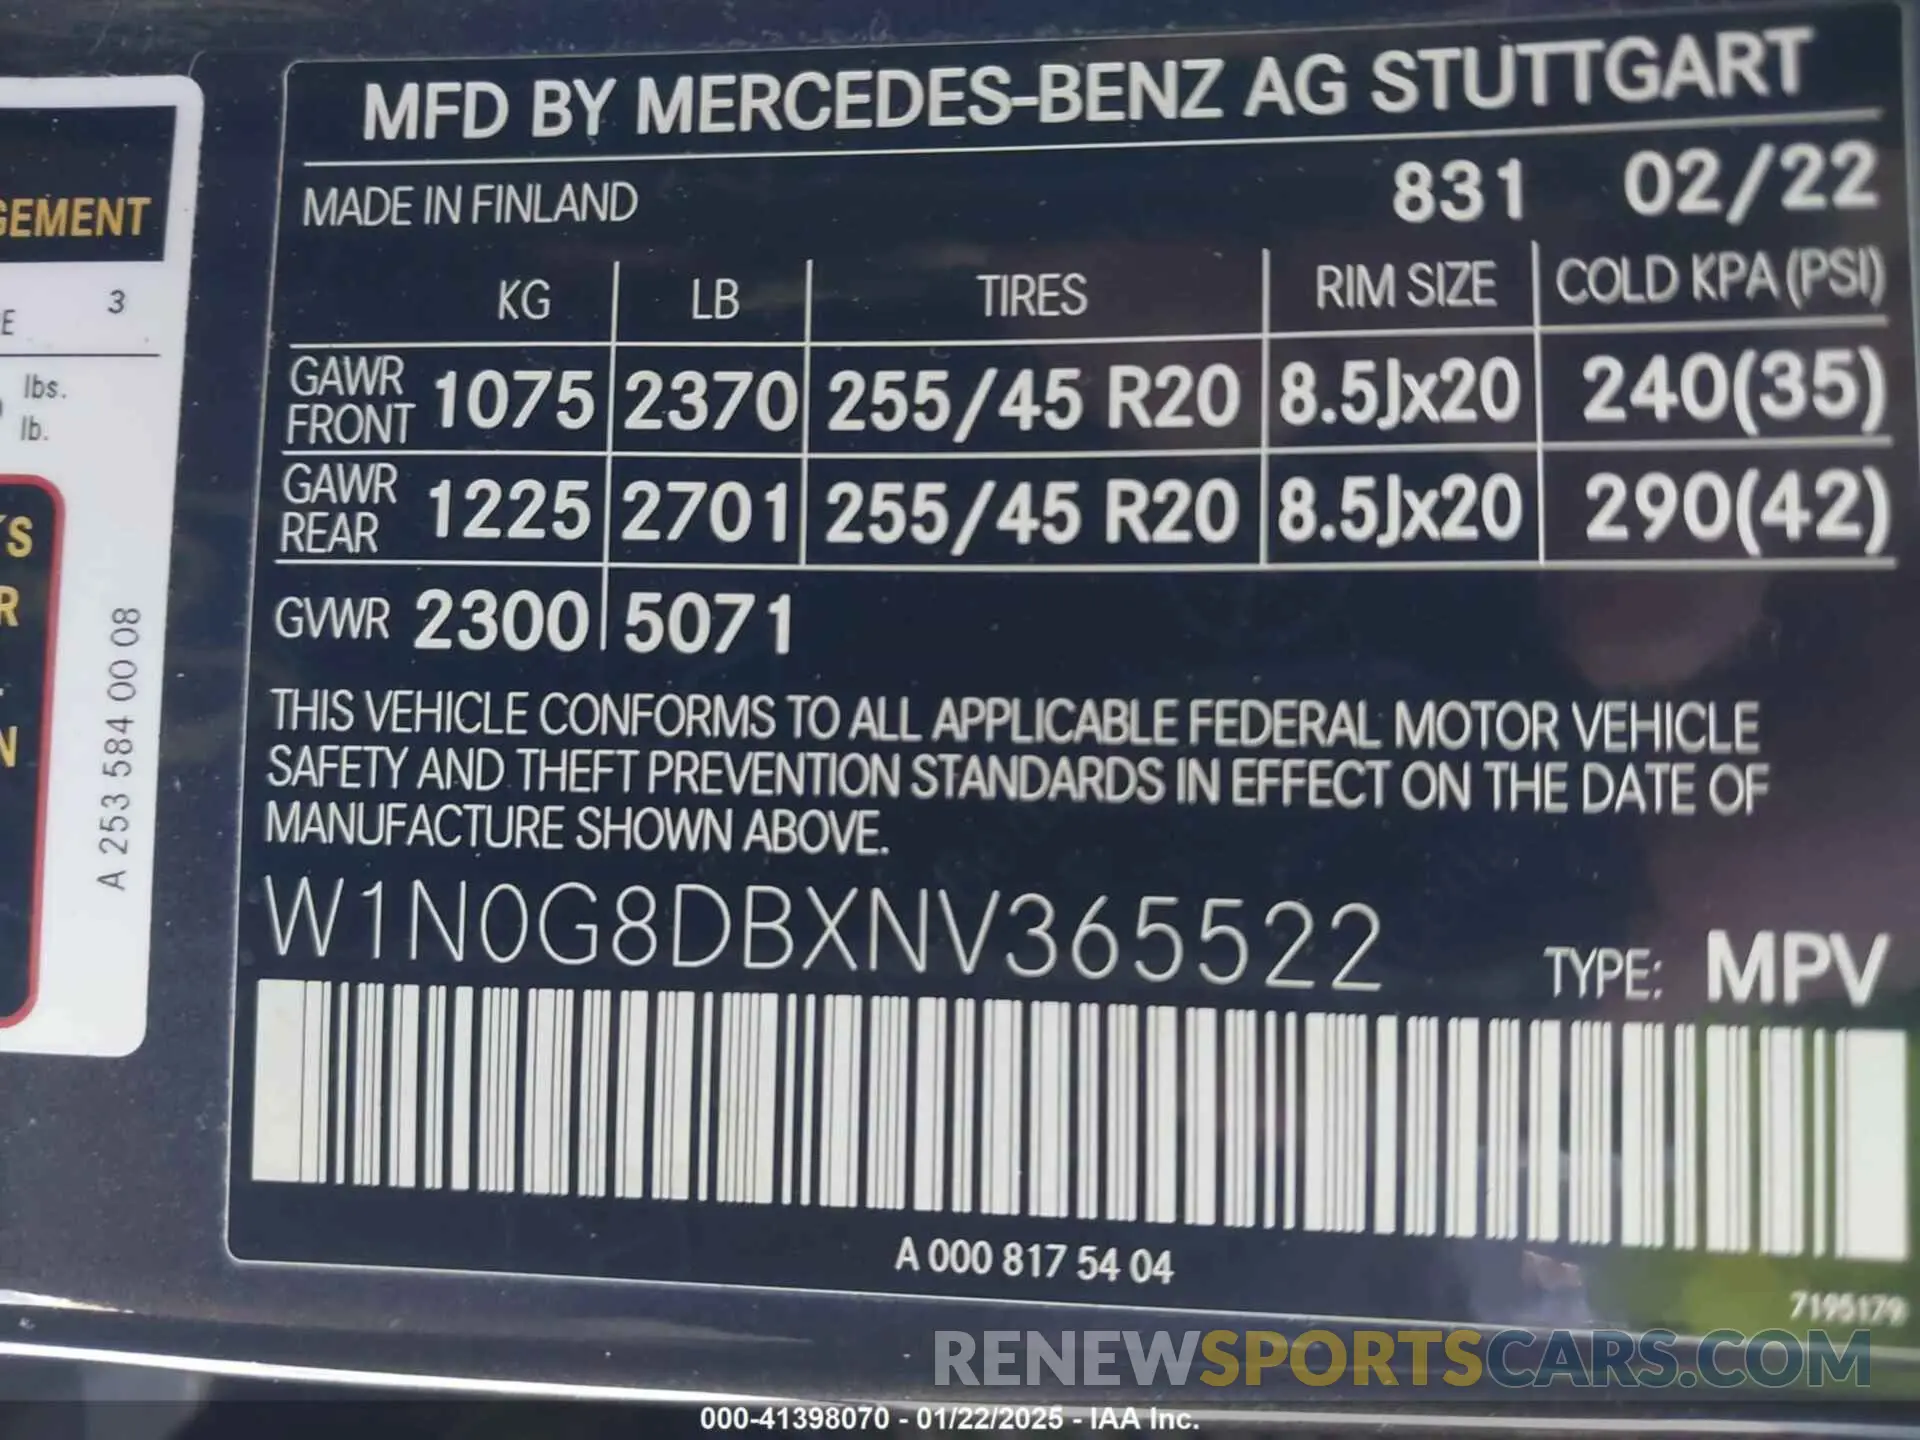 MFD BY MERCEDES-BENZ AG STUTTGART
MADE IN FINLAND 831 02/22
KG LB TIRES RIM SIZE COLD KPA (PSI)
GAWR FRONT 1075 2370 255/45 R20 8.5Jx20 240(35)
GAWR REAR 1225 2701 255/45 R20 8.5Jx20 290(42)
GVWR 2300 5071
THIS VEHICLE CONFORMS TO ALL APPLICABLE FEDERAL MOTOR VEHICLE
SAFETY AND THEFT PREVENTION STANDARDS IN EFFECT ON THE DATE OF
MANUFACTURE SHOWN ABOVE.
W1N0G8DBXNV365522 TYPE: MPV
A 000 817 54 04
7195179
GEMENT
E 3
lbs.
lb.
S
R
N
A 253 584 00 08
RENEWSPORTSCARS.COM
000-41398070 - 01/22/2025 - IAA Inc.